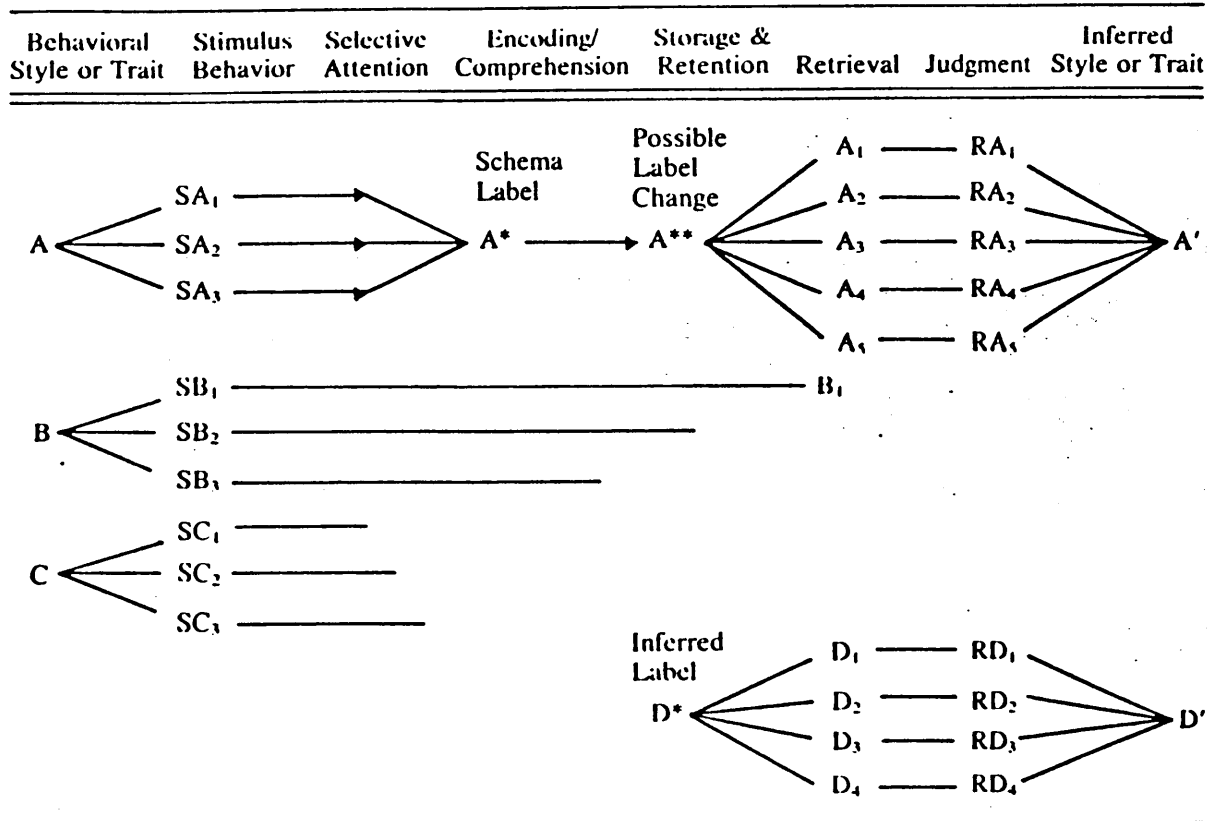 Behavioral Stimulus Selective Encoding/ Storage & Inferred
Style or Trait Behavior Attention Comprehension Retention Retrieval Judgment Style or Trait
Schema Label
Possible Label Change
A₁ RA₁
SA₁ A₂ RA₂
A SA₂ A* A** A₃ RA₃ A'
SA₃ A₄ RA₄
A₅ RA₅
SB₁ B₁
B SB₂
SB₃
SC₁
C SC₂
SC₃
Inferred Label
D₁ RD₁
D* D₂ RD₂ D'
D₃ RD₃
D₄ RD₄